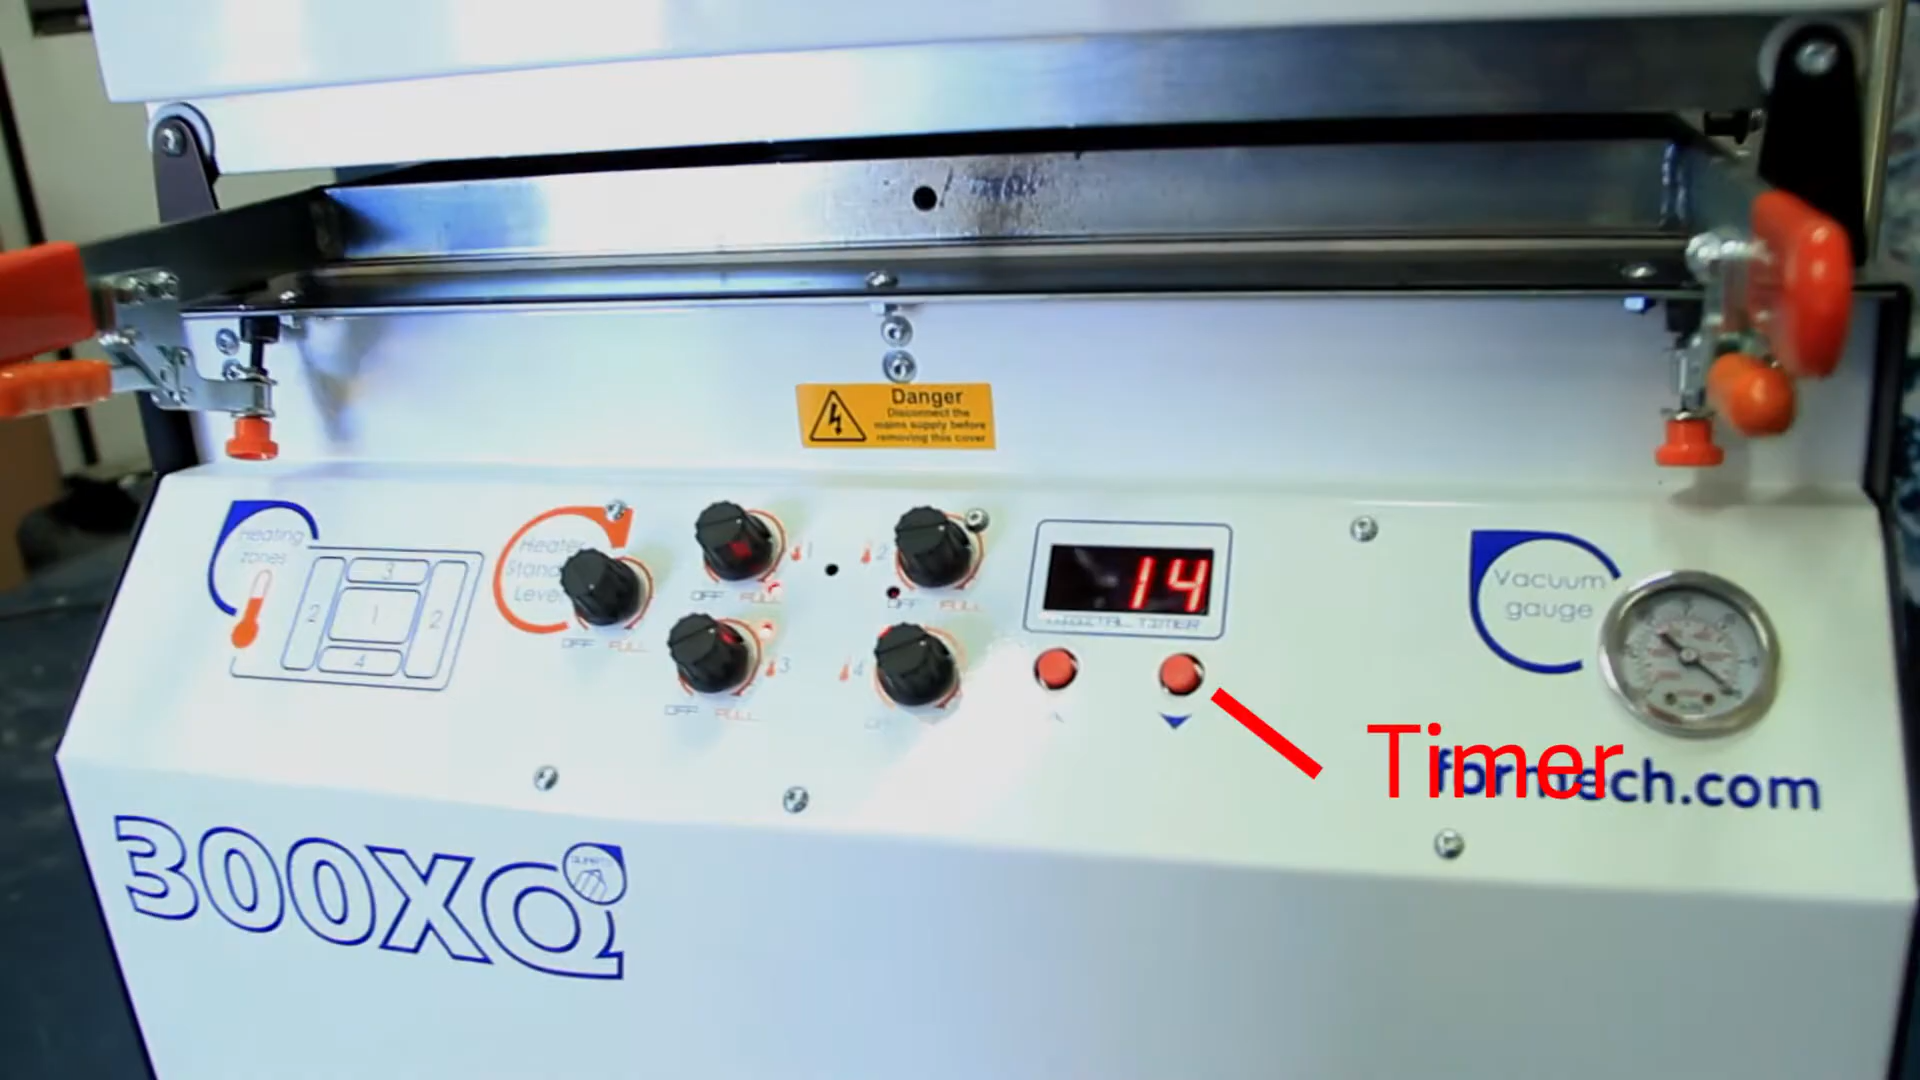 Danger
Disconnect the
mains supply before
removing this cover
Heating
zones
3
2
1
2
4
Heater
Level
OFF FULL
1
OFF FULL
2
OFF FULL
3
OFF FULL
4
14
DIGITAL TIMER
Vacuum
gauge
Timer
formech.com
300XQ